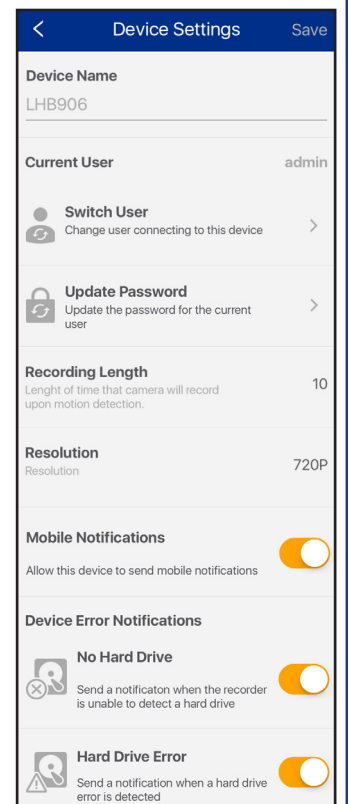 Device Settings
Save
Device Name
LHB906
Current User
admin
Switch User
Change user connecting to this device
Update Password
Update the password for the current
user
Recording Length
Lenght of time that camera will record
upon motion detection.
10
Resolution
Resolution
720P
Mobile Notifications
Allow this device to send mobile notifications
Device Error Notifications
No Hard Drive
Send a notificaton when the recorder
is unable to detect a hard drive
Hard Drive Error
Send a notification when a hard drive
error is detected